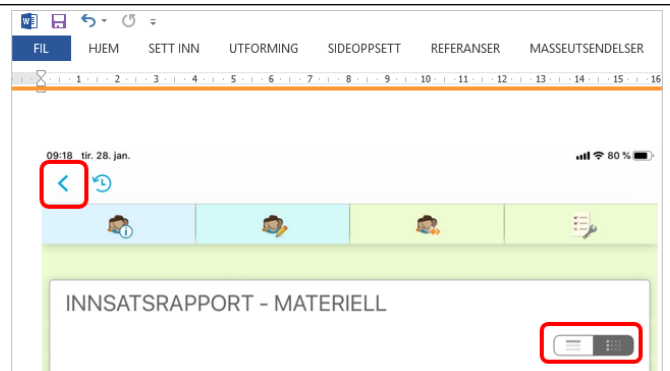 FIL HJEM SETT INN UTFORMING SIDEOPPSETT REFERANSER MASSEUTSENDELSER
1 2 3 4 5 6 7 8 9 10 11 12 13 14 15 16
09:18 tir. 28. jan. 80 %
INNSATSRAPPORT - MATERIELL